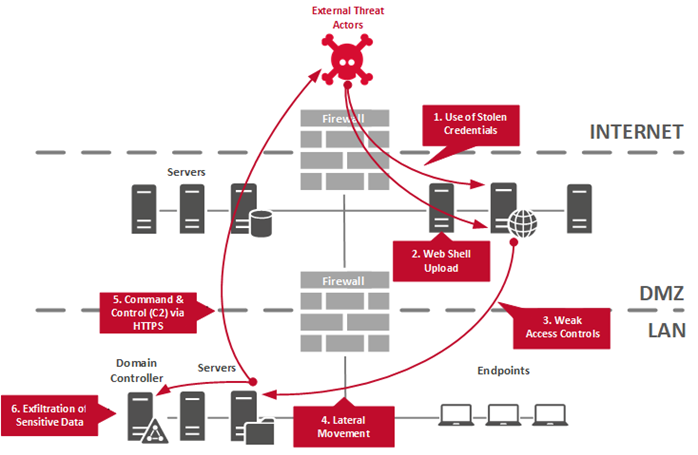 External Threat
Actors
Firewall
1. Use of Stolen
Credentials
INTERNET
Servers
2. Web Shell
Upload
Firewall
5. Command &
Control (C2) via
HTTPS
DMZ
3. Weak
Access Controls
LAN
Domain
Controller
Servers
Endpoints
6. Exfiltration of
Sensitive Data
4. Lateral
Movement